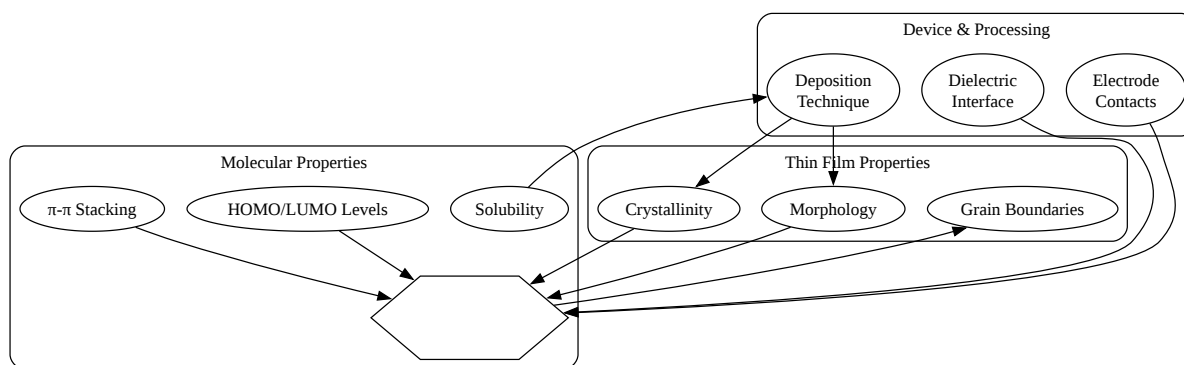 Device & Processing
Deposition
Technique
Dielectric
Interface
Electrode
Contacts
Molecular Properties
Thin Film Properties
π-π Stacking
HOMO/LUMO Levels
Solubility
Crystallinity
Morphology
Grain Boundaries